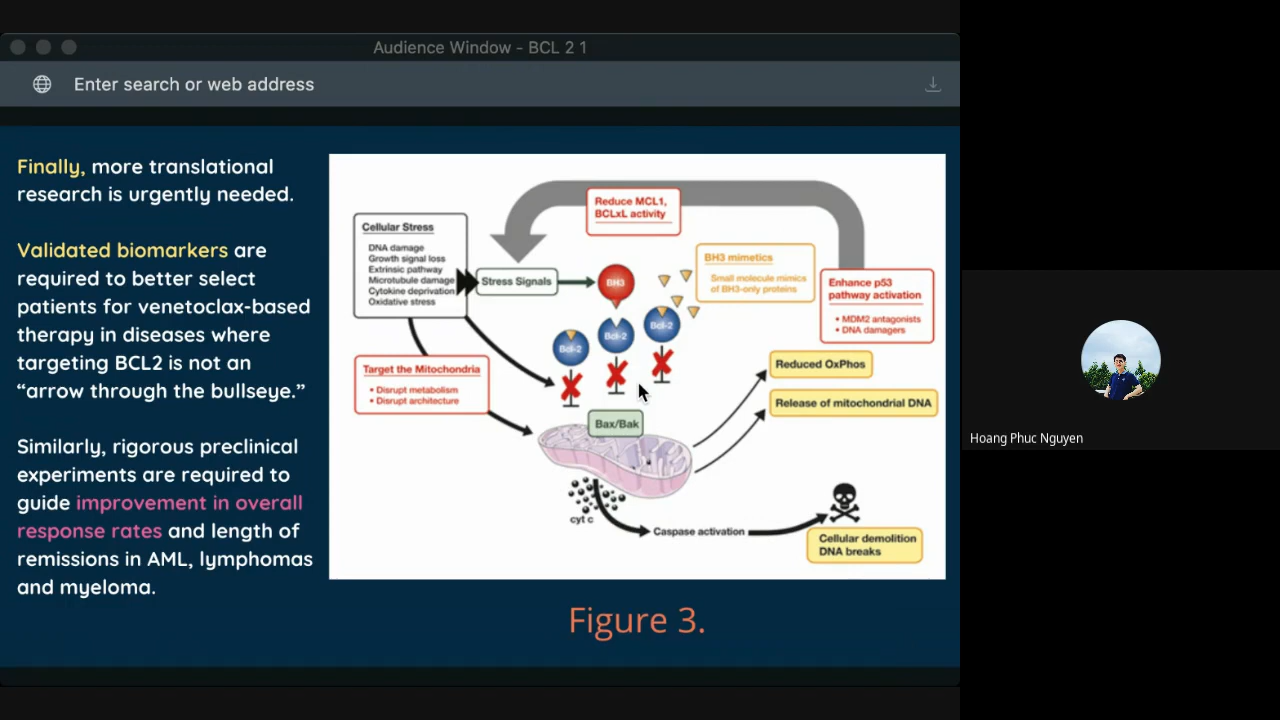 Audience Window - BCL 2 1
Enter search or web address
Finally, more translational
research is urgently needed.
Validated biomarkers are
required to better select
patients for venetoclax-based
therapy in diseases where
targeting BCL2 is not an
“arrow through the bullseye.”
Similarly, rigorous preclinical
experiments are required to
guide improvement in overall
response rates and length of
remissions in AML, lymphomas
and myeloma.
Reduce MCL1,
BCLxL activity
Cellular Stress
DNA damage
Growth signal loss
Extrinsic pathway
Microtubule damage
Cytokine deprivation
Oxidative stress
Stress Signals
BH3
BH3 mimetics
Small molecule mimics
of BH3-only proteins
Enhance p53
pathway activation
• MDM2 antagonists
• DNA damagers
Bcl-2
Bcl-2
Bcl-2
Target the Mitochondria
• Disrupt metabolism
• Disrupt architecture
Reduced OxPhos
Release of mitochondrial DNA
Bax/Bak
cyt c
Caspase activation
Cellular demolition
DNA breaks
Figure 3.
Hoang Phuc Nguyen